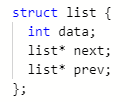 struct list {
int data;
list* next;
list* prev;
};